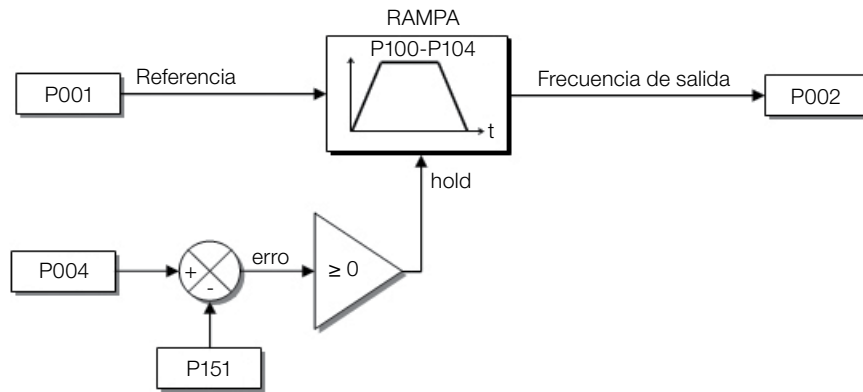 RAMPA
P100-P104
P001
Referencia
t
Frecuencia de salida
P002
hold
P004
+
-
erro
≥ 0
P151